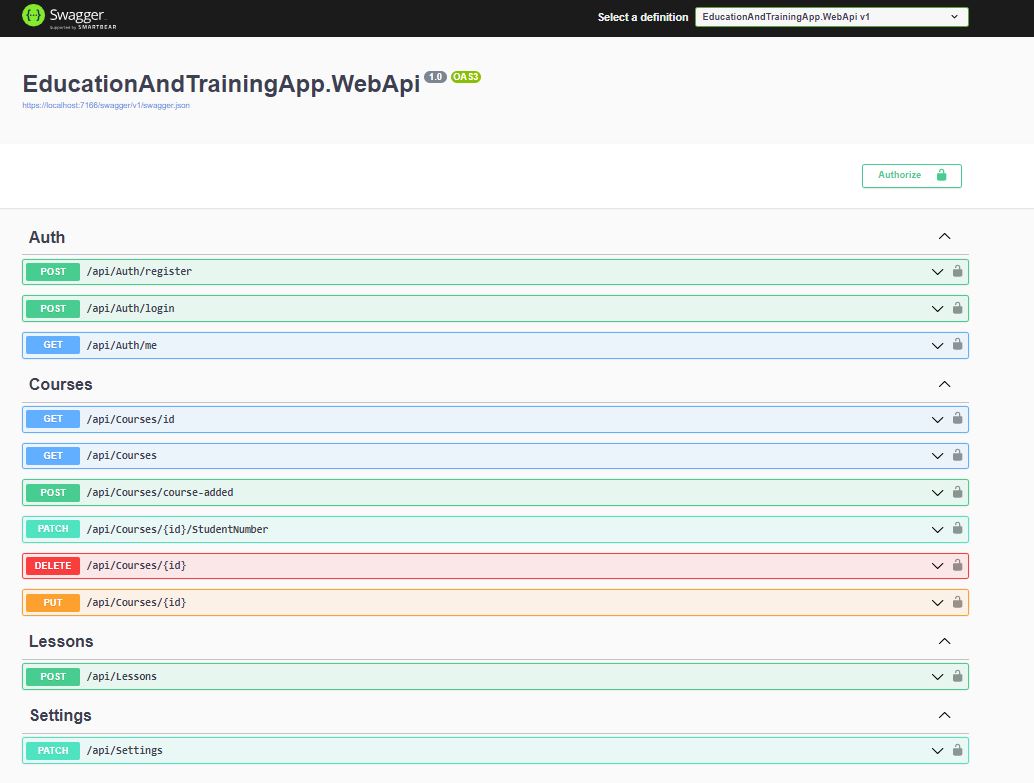 Swagger
Supported by SMARTBEAR
Select a definition
EducationAndTrainingApp.WebApi v1
EducationAndTrainingApp.WebApi 1.0 OAS3
https://localhost:7166/swagger/v1/swagger.json
Authorize
Auth
POST /api/Auth/register
POST /api/Auth/login
GET /api/Auth/me
Courses
GET /api/Courses/id
GET /api/Courses
POST /api/Courses/course-added
PATCH /api/Courses/{id}/StudentNumber
DELETE /api/Courses/{id}
PUT /api/Courses/{id}
Lessons
POST /api/Lessons
Settings
PATCH /api/Settings